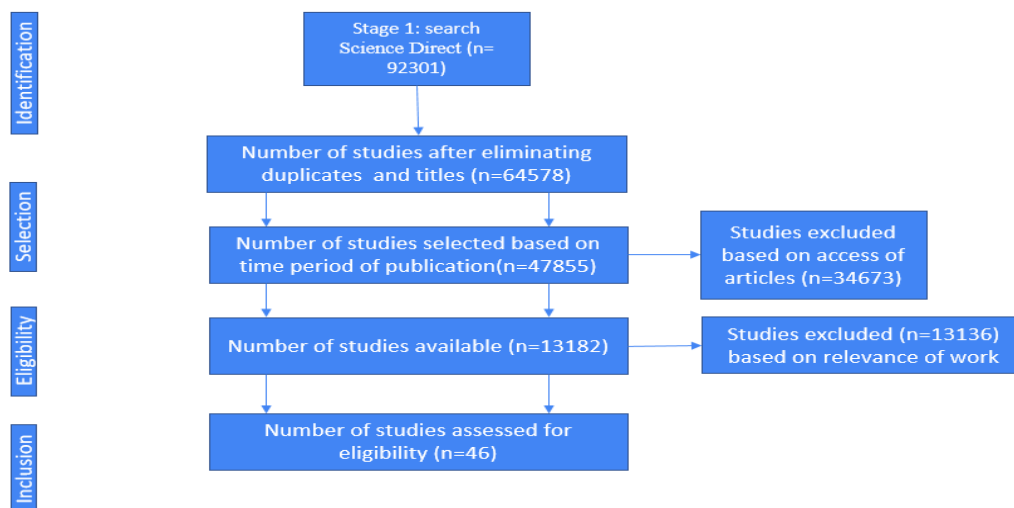 Identification
Stage 1: search
Science Direct (n=
92301)
Number of studies after eliminating
duplicates and titles (n=64578)
Selection
Number of studies selected based on
time period of publication(n=47855)
Studies excluded
based on access of
articles (n=34673)
Eligibility
Number of studies available (n=13182)
Studies excluded (n=13136)
based on relevance of work
Inclusion
Number of studies assessed for
eligibility (n=46)